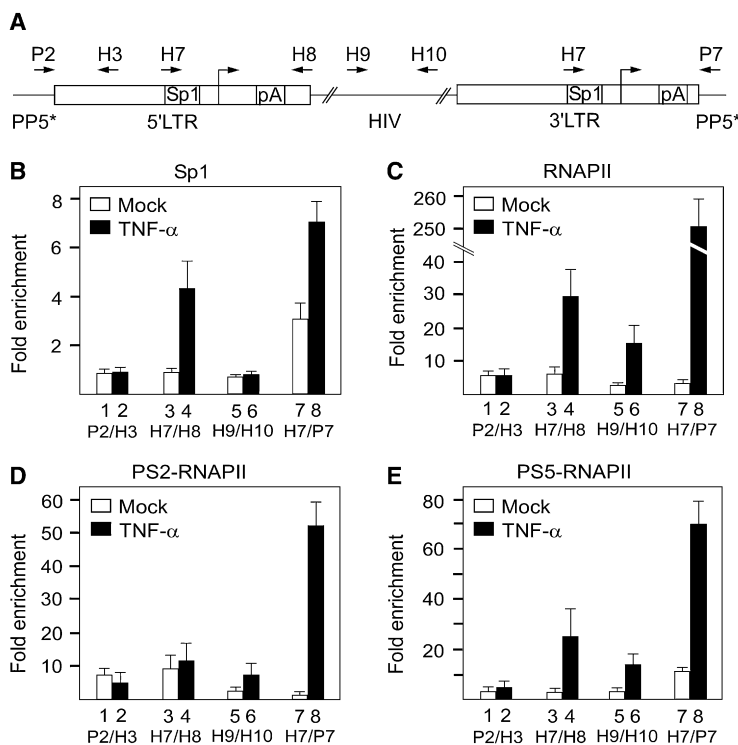 A
P2 H3 H7 H8 H9 H10 H7 P7
Sp1 pA Sp1 pA
PP5* 5'LTR HIV 3'LTR PP5*
B
Sp1
Mock
TNF-α
Fold enrichment
8
6
4
2
1 2 3 4 5 6 7 8
P2/H3 H7/H8 H9/H10 H7/P7
C
RNAPII
Mock
TNF-α
Fold enrichment
260
250
40
30
20
10
1 2 3 4 5 6 7 8
P2/H3 H7/H8 H9/H10 H7/P7
D
PS2-RNAPII
Mock
TNF-α
Fold enrichment
60
50
40
30
20
10
1 2 3 4 5 6 7 8
P2/H3 H7/H8 H9/H10 H7/P7
E
PS5-RNAPII
Mock
TNF-α
Fold enrichment
80
60
40
20
1 2 3 4 5 6 7 8
P2/H3 H7/H8 H9/H10 H7/P7